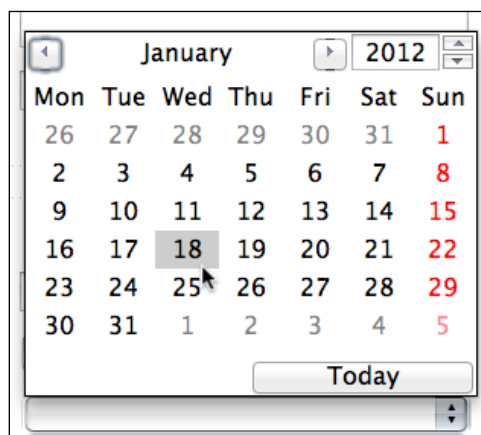 January 2012
Mon Tue Wed Thu Fri Sat Sun
26 27 28 29 30 31 1
2 3 4 5 6 7 8
9 10 11 12 13 14 15
16 17 18 19 20 21 22
23 24 25 26 27 28 29
30 31 1 2 3 4 5
Today